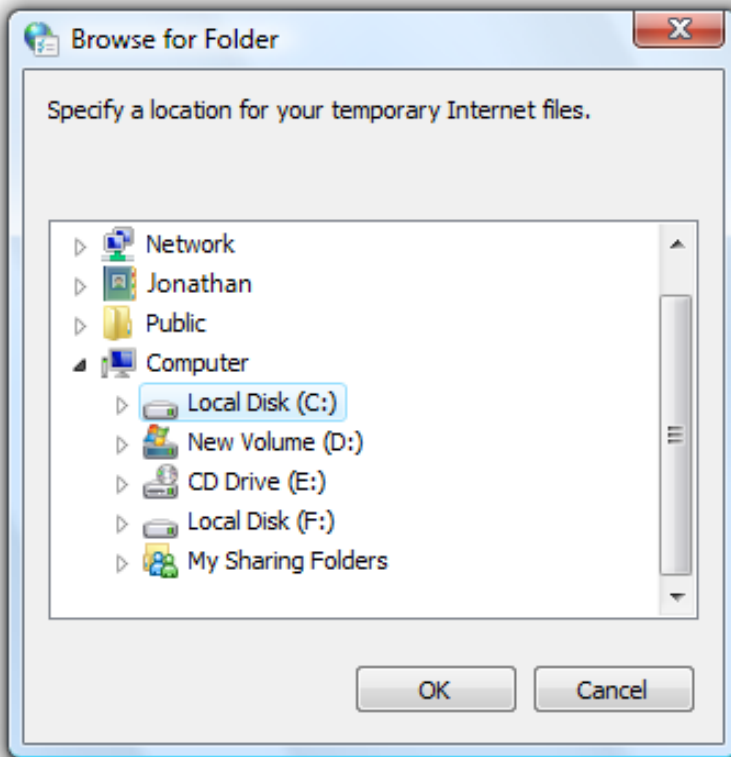 Browse for Folder
Specify a location for your temporary Internet files.
Network
Jonathan
Public
Computer
Local Disk (C:)
New Volume (D:)
CD Drive (E:)
Local Disk (F:)
My Sharing Folders
OK Cancel